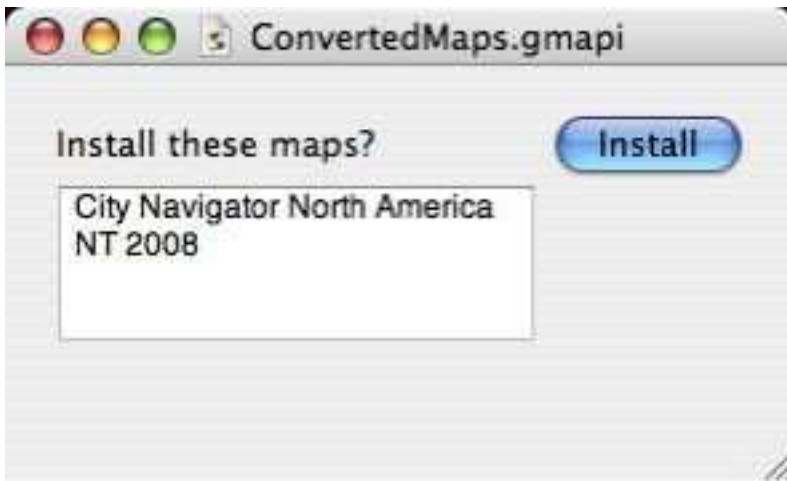 ConvertedMaps.gmapi
Install these maps?
Install
City Navigator North America
NT 2008